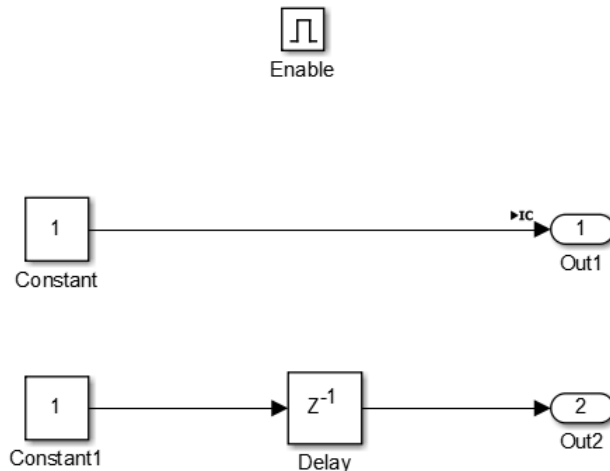 Enable
1
▸IC
1
Constant
Out1
1
Z-1
2
Constant1
Delay
Out2